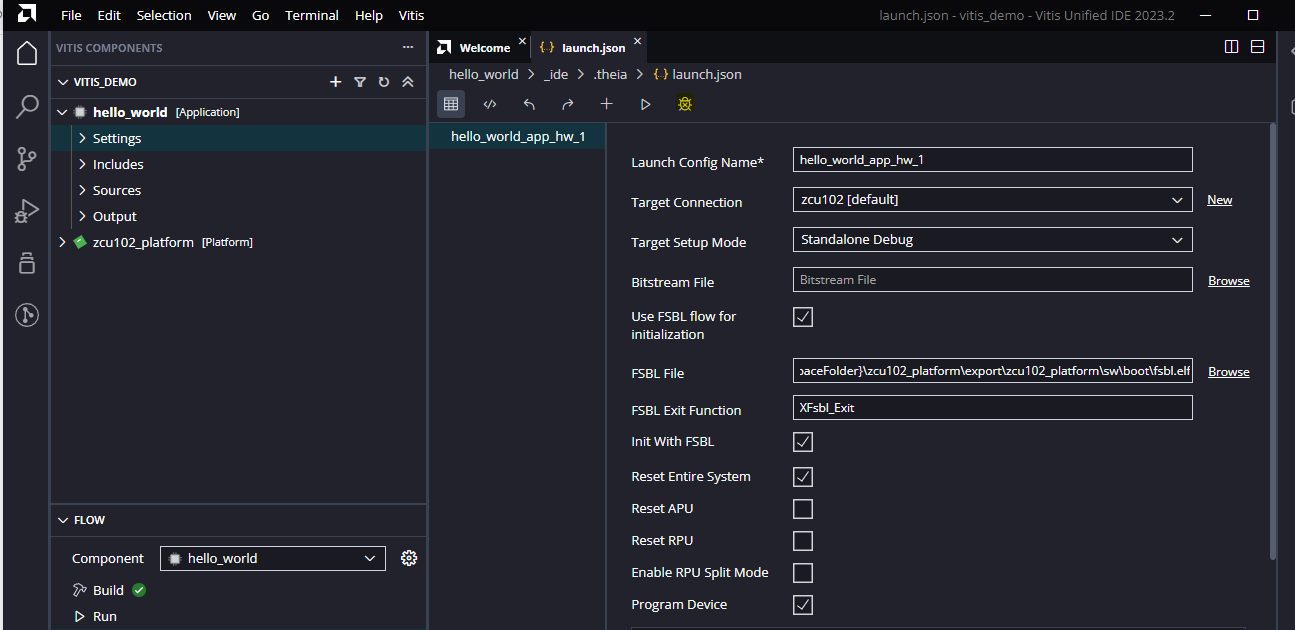 File Edit Selection View Go Terminal Help Vitis
launch.json - vitis_demo - Vitis Unified IDE 2023.2
VITIS COMPONENTS
VITIS_DEMO
hello_world [Application]
Settings
Includes
Sources
Output
zcu102_platform [Platform]
FLOW
Component hello_world
Build
Run
Welcome
{} launch.json
hello_world > _ide > .theia > {} launch.json
hello_world_app_hw_1
Launch Config Name* hello_world_app_hw_1
Target Connection zcu102 [default] New
Target Setup Mode Standalone Debug
Bitstream File Bitstream File Browse
Use FSBL flow for
initialization
FSBL File paceFolder}\zcu102_platform\export\zcu102_platform\sw\boot\fsbl.elf Browse
FSBL Exit Function XFsbl_Exit
Init With FSBL
Reset Entire System
Reset APU
Reset RPU
Enable RPU Split Mode
Program Device